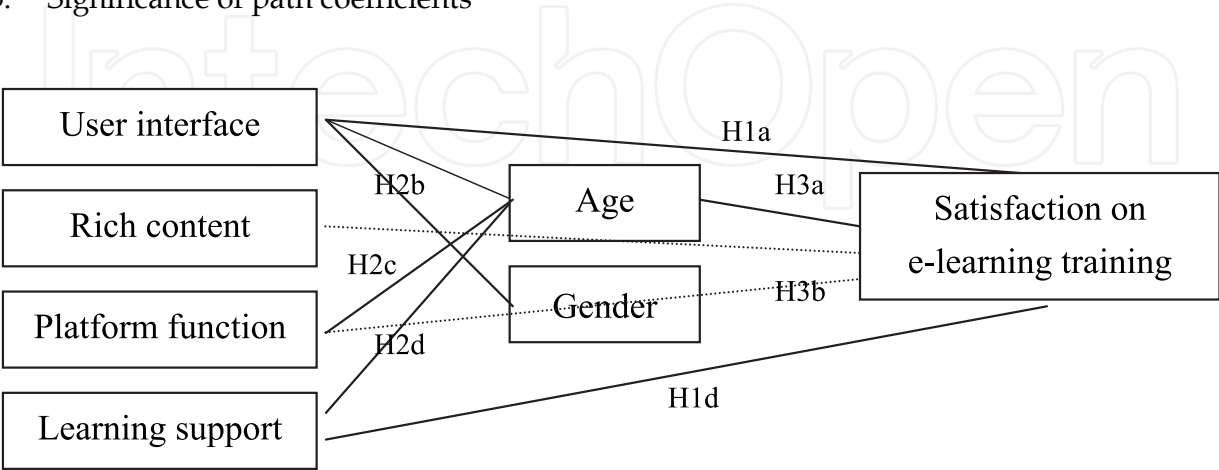 Significance of path coefficients
IntechOpen
User interface
H1a
H2b
Age
H3a
Satisfaction on
e-learning training
Rich content
H2c
Gender
H3b
Platform function
H2d
H1d
Learning support